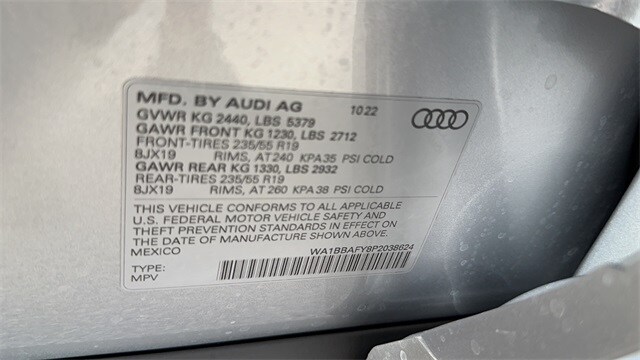 MFD. BY AUDI AG 10 22
GVWR KG 2440, LBS 5379
GAWR FRONT KG 1230, LBS 2712
FRONT-TIRES 235/55 R19
8JX19 RIMS, AT 240 KPA 35 PSI COLD
GAWR REAR KG 1330, LBS 2932
REAR-TIRES 235/55 R19
8JX19 RIMS, AT 260 KPA 38 PSI COLD
THIS VEHICLE CONFORMS TO ALL APPLICABLE
U.S. FEDERAL MOTOR VEHICLE SAFETY AND
THEFT PREVENTION STANDARDS IN EFFECT ON
THE DATE OF MANUFACTURE SHOWN ABOVE.
MEXICO WA1BBAFY8P2038624
TYPE:
MPV